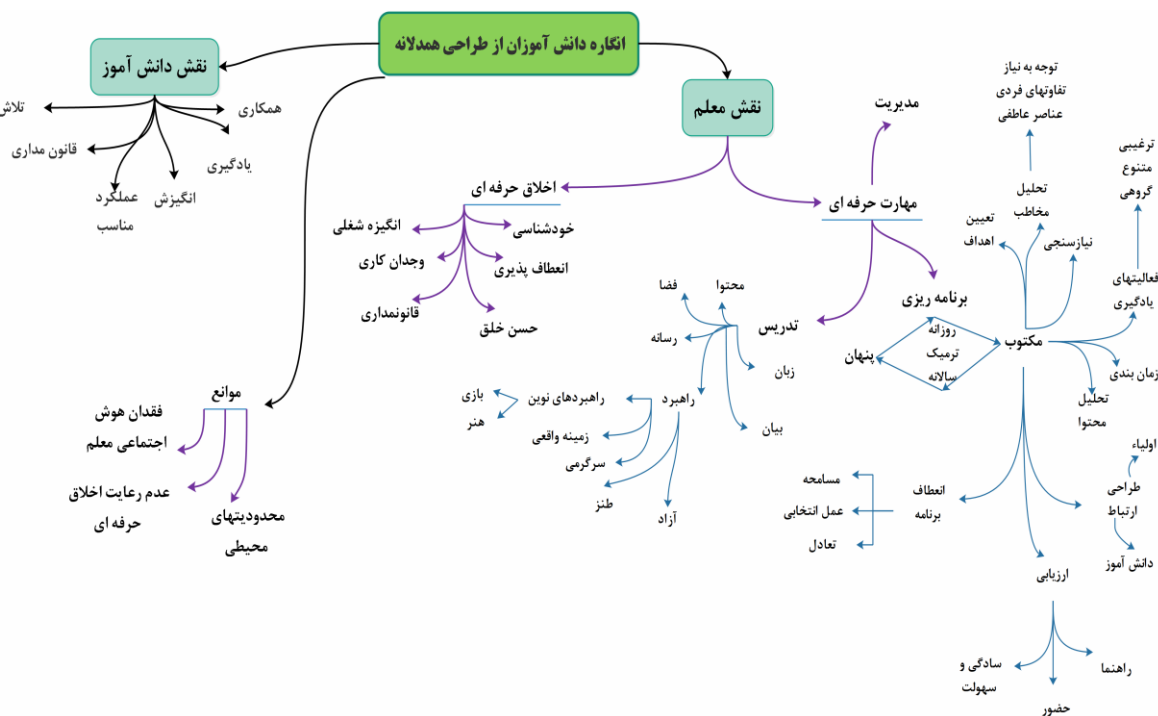 انگاره دانش آموزان از طراحی همدلانه
نقش معلم
مهارت حرفه ای
مدیریت
برنامه ریزی
روزانه
ترمیک
سالانه
پنهان
مکتوب
نیازسنجی
تحلیل
مخاطب
توجه به نیاز
تفاوتهای فردی
عناصر عاطفی
تعیین
اهداف
فعالیتهای
یادگیری
ترغیبی
متنوع
گروهی
زمان بندی
تحلیل
محتوا
طراحی
ارتباط
اولیاء
دانش آموز
ارزیابی
راهنما
حضور
سادگی و
سهولت
انعطاف
برنامه
مسامحه
عمل انتخابی
تعادل
تدریس
محتوا
فضا
رسانه
زبان
بیان
راهبرد
راهبردهای نوین
بازی
هنر
زمینه واقعی
سرگرمی
طنز
آزاد
اخلاق حرفه ای
خودشناسی
انعطاف پذیری
حسن خلق
انگیزه شغلی
وجدان کاری
قانونمداری
نقش دانش آموز
همکاری
یادگیری
انگیزش
عملکرد
مناسب
قانون مداری
تلاش
موانع
فقدان هوش
اجتماعی معلم
عدم رعایت اخلاق
حرفه ای
محدودیتهای
محیطی